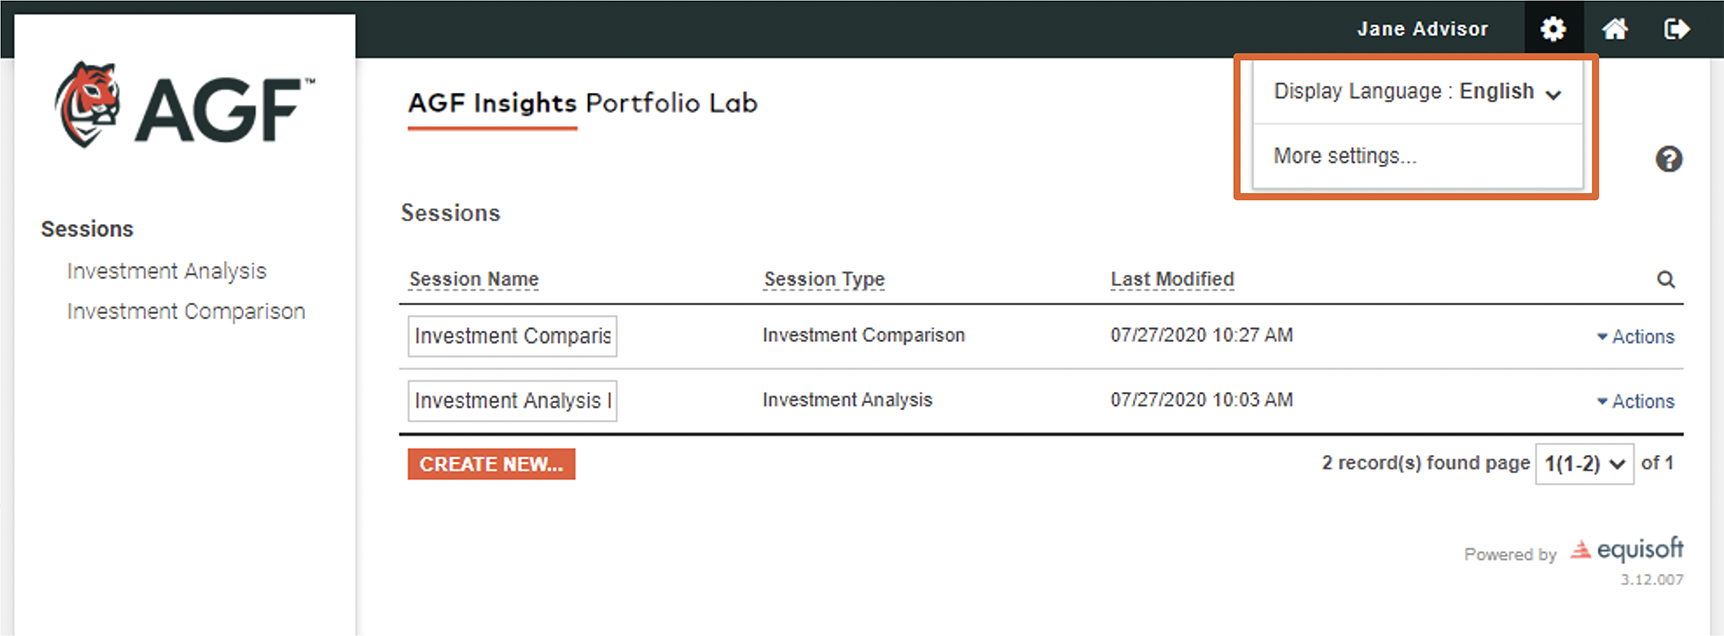 Jane Advisor
AGF™
AGF Insights Portfolio Lab
Display Language : English
More settings...
?
Sessions
Investment Analysis
Investment Comparison
Sessions
Session Name Session Type Last Modified
Investment Comparis Investment Comparison 07/27/2020 10:27 AM Actions
Investment Analysis I Investment Analysis 07/27/2020 10:03 AM Actions
CREATE NEW...
2 record(s) found page 1(1-2) of 1
Powered by equisoft
3.12.007